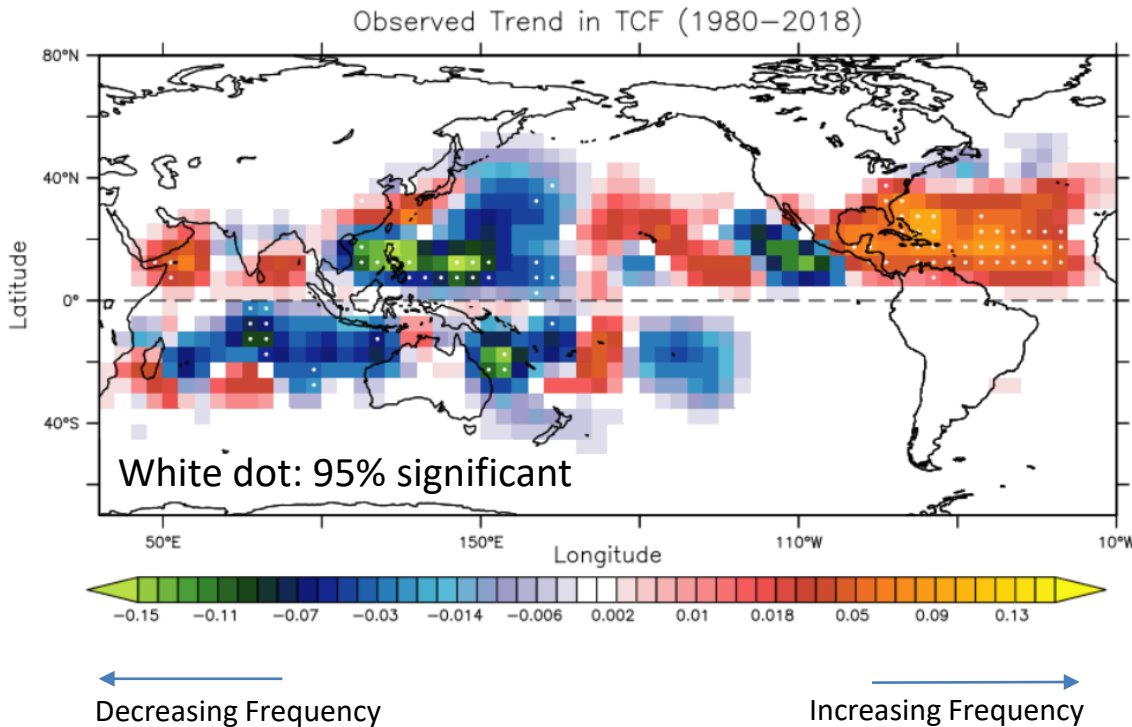 Observed Trend in TCF (1980−2018)
80°N
40°N
0°
40°S
Latitude
White dot: 95% significant
50°E 150°E 110°W 10°W
Longitude
−0.15 −0.11 −0.07 −0.03 −0.014 −0.006 0.002 0.01 0.018 0.05 0.09 0.13
Decreasing Frequency Increasing Frequency